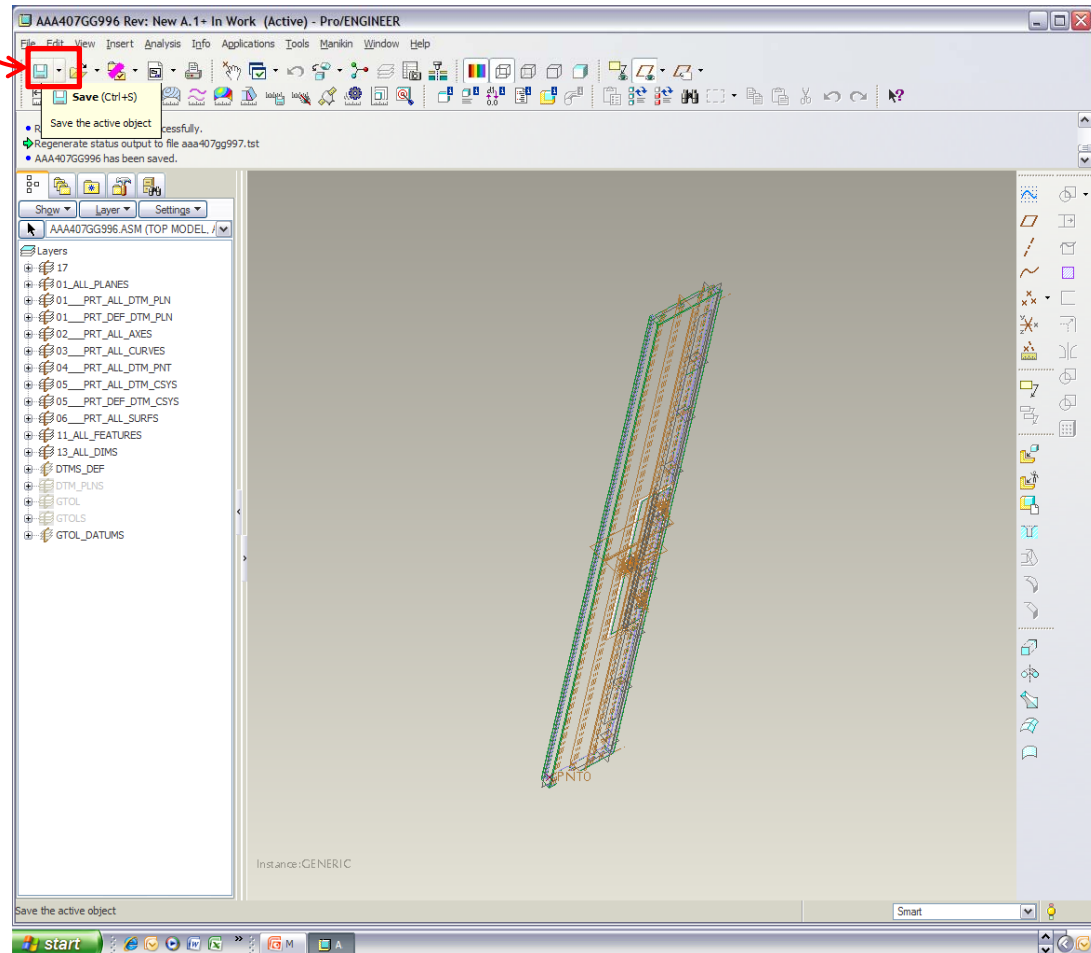 AAA407GG996 Rev: New A.1+ In Work (Active) - Pro/ENGINEER
File Edit View Insert Analysis Info Applications Tools Manikin Window Help
Save (Ctrl+S)
Save the active object
cessfully.
Regenerate status output to file aaa407gg997.tst
AAA407GG996 has been saved.
Show Layer Settings
AAA407GG996.ASM (TOP MODEL, 
Layers
17
01_ALL_PLANES
01___PRT_ALL_DTM_PLN
01___PRT_DEF_DTM_PLN
02___PRT_ALL_AXES
03___PRT_ALL_CURVES
04___PRT_ALL_DTM_PNT
05___PRT_ALL_DTM_CSYS
05___PRT_DEF_DTM_CSYS
06___PRT_ALL_SURFS
11_ALL_FEATURES
13_ALL_DIMS
DTMS_DEF
DTM_PLNS
GTOL
GTOLS
GTOL_DATUMS
PNT0
Instance:GENERIC
Save the active object
Smart
start
M
A